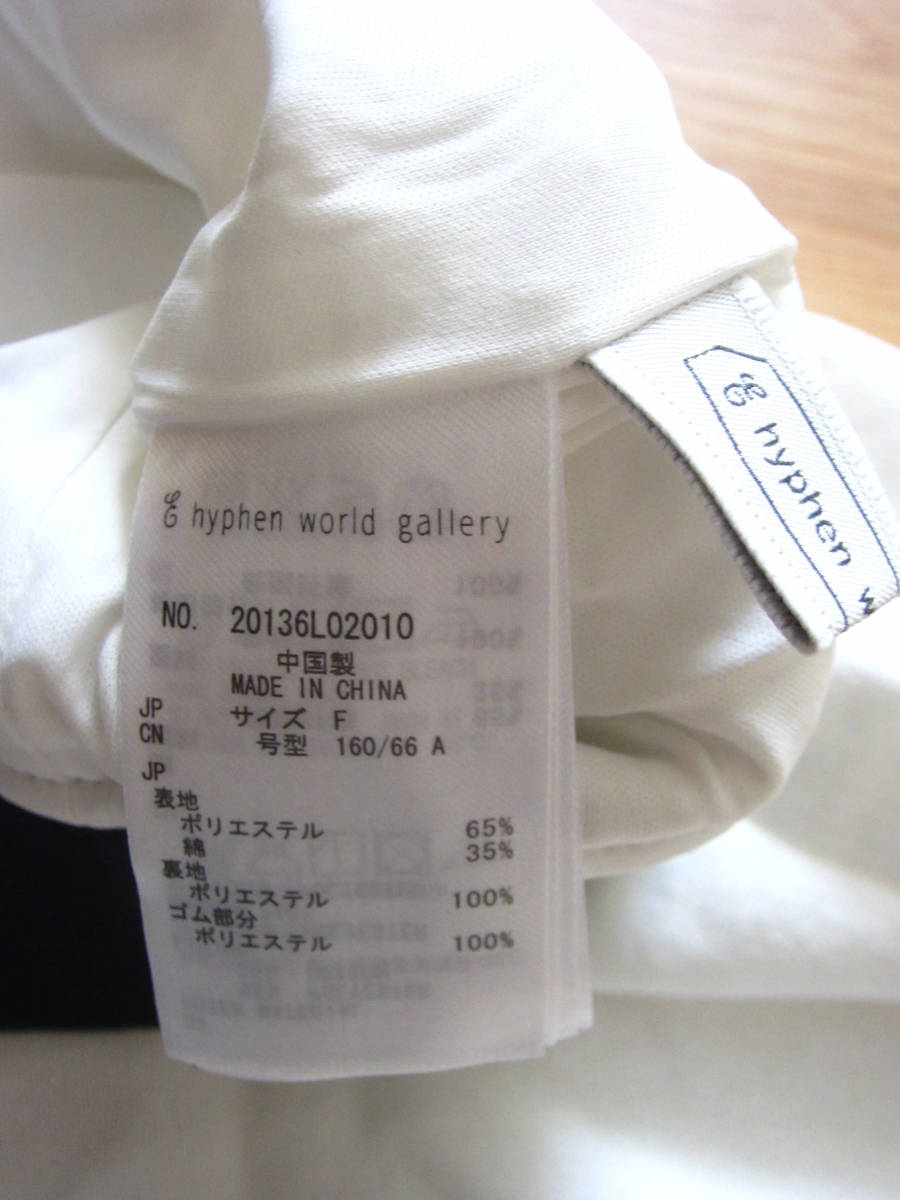 E hyphen world gallery
E hyphen w
NO. 20136L02010
中国製
MADE IN CHINA
JP サイズ F
CN 号型 160/66 A
JP
表地
ポリエステル 65%
綿 35%
裏地
ポリエステル 100%
ゴム部分
ポリエステル 100%